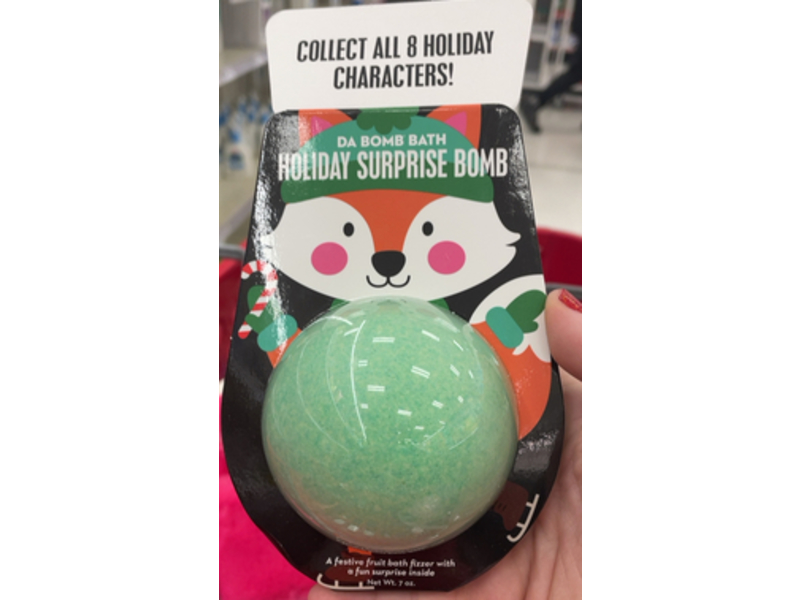 COLLECT ALL 8 HOLIDAY
CHARACTERS!
DA BOMB BATH
HOLIDAY SURPRISE BOMB
A festive fruit bath fizzer with
a fun surprise inside
Net Wt. 7 oz.